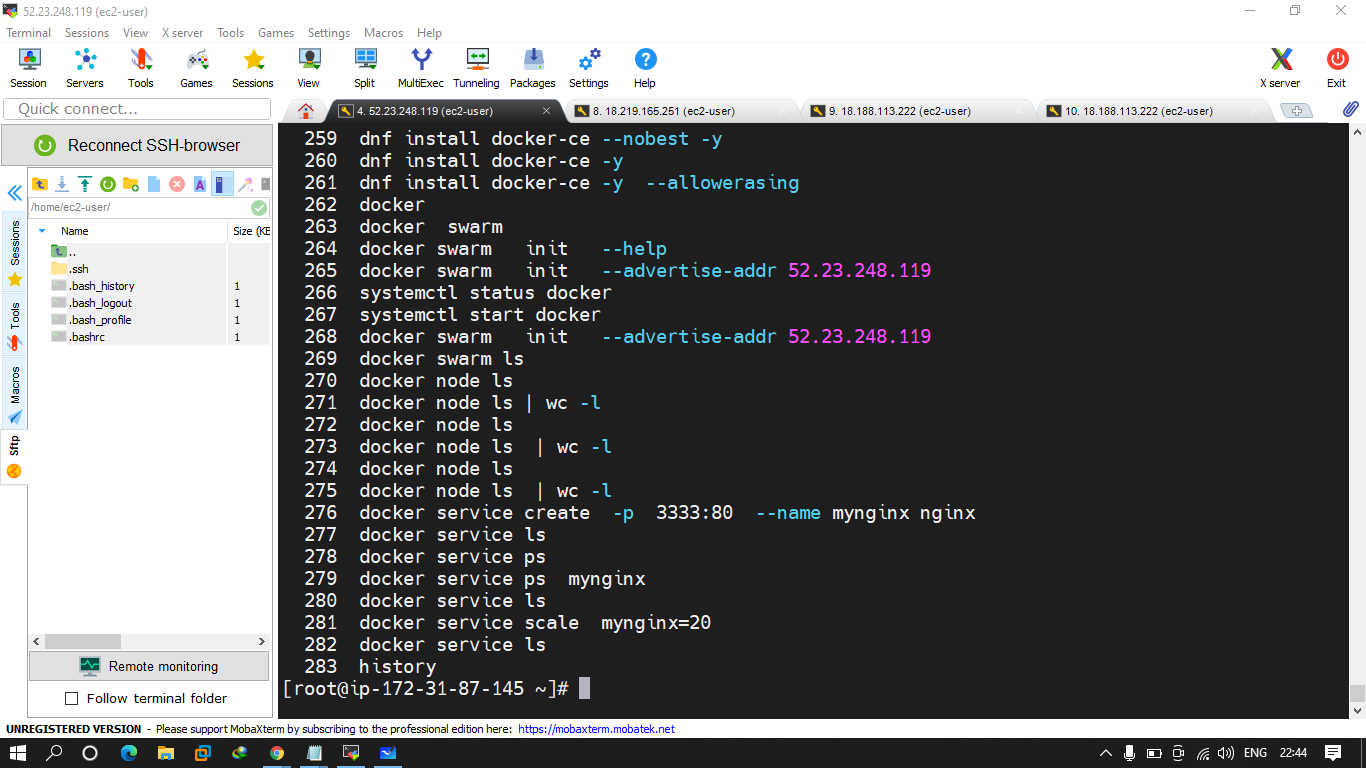 52.23.248.119 (ec2-user)
Terminal Sessions View X server Tools Games Settings Macros Help
Session Servers Tools Games Sessions View Split MultiExec Tunneling Packages Settings Help X server Exit
Quick connect...
4. 52.23.248.119 (ec2-user) 8. 18.219.165.251 (ec2-user) 9. 18.188.113.222 (ec2-user) 10. 18.188.113.222 (ec2-user)
Reconnect SSH-browser
/home/ec2-user/
Name Size (KB
..
.ssh
.bash_history 1
.bash_logout 1
.bash_profile 1
.bashrc 1
Sessions
Tools
Macros
Sftp
Remote monitoring
Follow terminal folder
259 dnf install docker-ce --nobest -y
260 dnf install docker-ce -y
261 dnf install docker-ce -y --allowerasing
262 docker
263 docker swarm
264 docker swarm init --help
265 docker swarm init --advertise-addr 52.23.248.119
266 systemctl status docker
267 systemctl start docker
268 docker swarm init --advertise-addr 52.23.248.119
269 docker swarm ls
270 docker node ls
271 docker node ls | wc -l
272 docker node ls
273 docker node ls | wc -l
274 docker node ls
275 docker node ls | wc -l
276 docker service create -p 3333:80 --name mynginx nginx
277 docker service ls
278 docker service ps
279 docker service ps mynginx
280 docker service ls
281 docker service scale mynginx=20
282 docker service ls
283 history
[root@ip-172-31-87-145 ~]#
UNREGISTERED VERSION - Please support MobaXterm by subscribing to the professional edition here: https://mobaxterm.mobatek.net
ENG 22:44